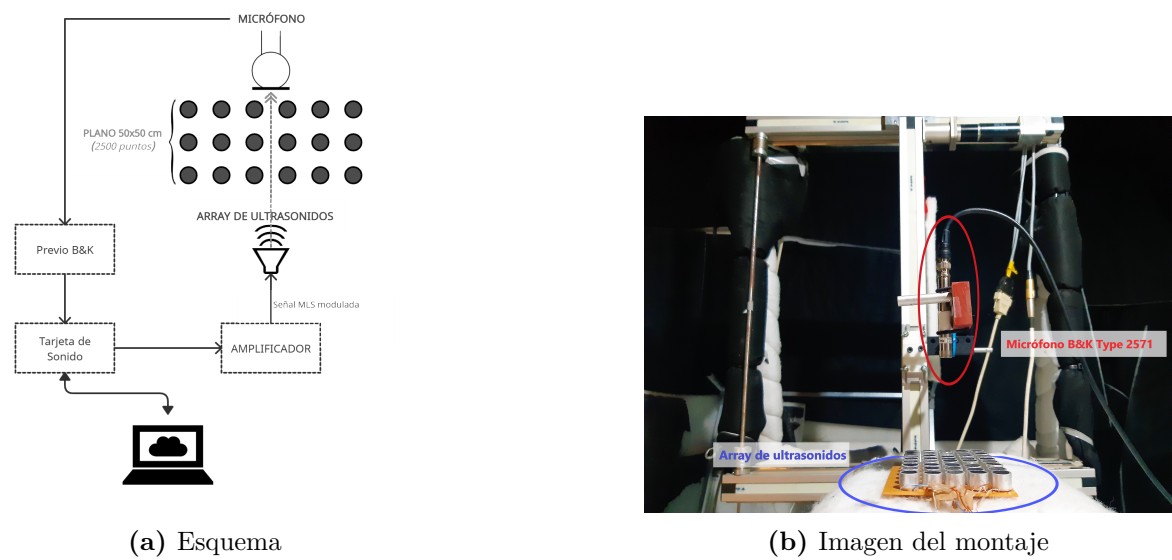 MICRÓFONO
PLANO 50x50 cm
(2500 puntos)
ARRAY DE ULTRASONIDOS
Previo B&K
Señal MLS modulada
Tarjeta de
Sonido
AMPLIFICADOR
(a) Esquema
Micrófono B&K Type 2571
Array de ultrasonidos
(b) Imagen del montaje